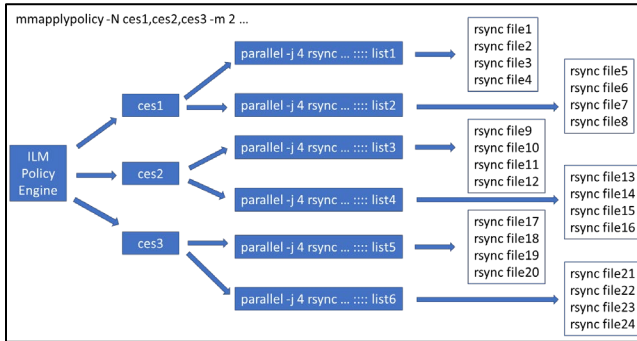 mmapplypolicy -N ces1,ces2,ces3 -m 2 ...
ILM
Policy
Engine
ces1
ces2
ces3
parallel -j 4 rsync ... :::: list1
parallel -j 4 rsync ... :::: list2
parallel -j 4 rsync ... :::: list3
parallel -j 4 rsync ... :::: list4
parallel -j 4 rsync ... :::: list5
parallel -j 4 rsync ... :::: list6
rsync file1
rsync file2
rsync file3
rsync file4
rsync file5
rsync file6
rsync file7
rsync file8
rsync file9
rsync file10
rsync file11
rsync file12
rsync file13
rsync file14
rsync file15
rsync file16
rsync file17
rsync file18
rsync file19
rsync file20
rsync file21
rsync file22
rsync file23
rsync file24